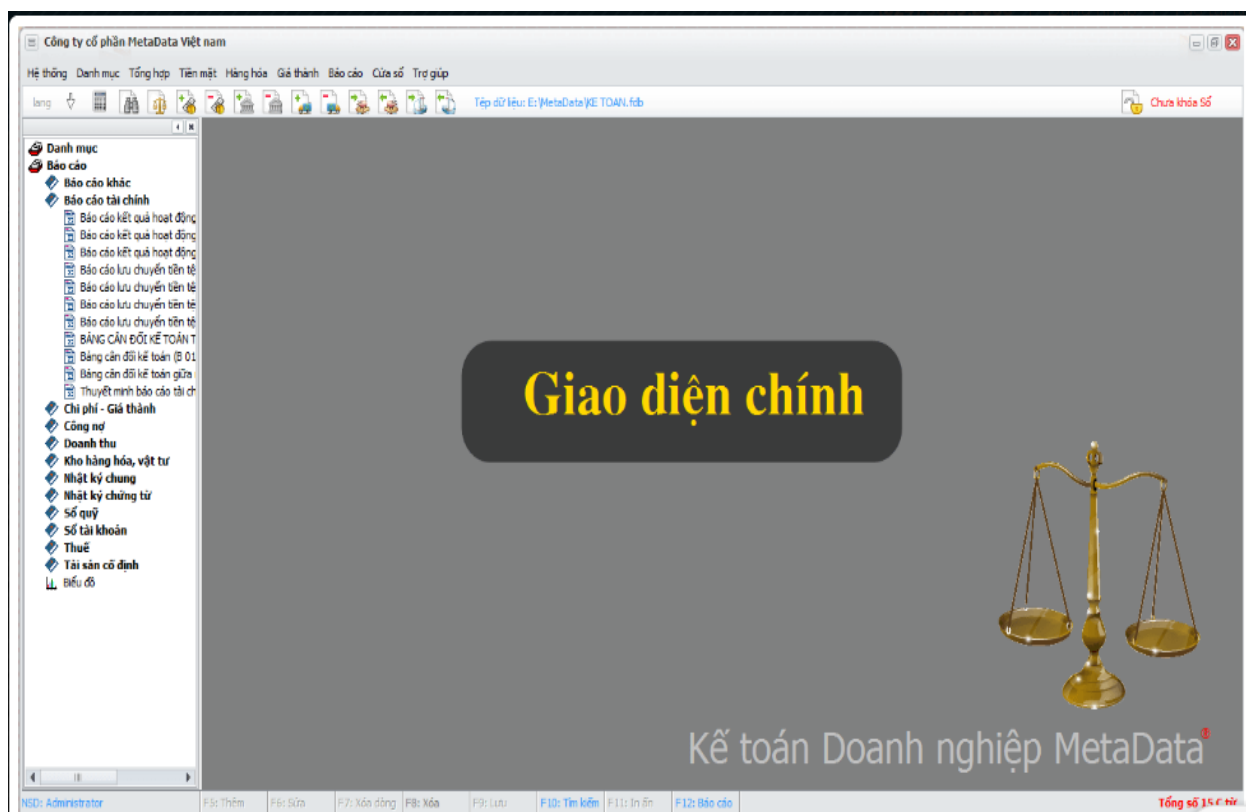 Công ty cổ phần MetaData Việt nam
Hệ thống Danh mục Tổng hợp Tiền mặt Hàng hóa Giá thành Báo cáo Cửa sổ Trợ giúp
lang
Tệp dữ liệu: E:\MetaData\KE TOAN.fdb
Chưa khóa Sổ
Danh mục
Báo cáo
Báo cáo khác
Báo cáo tài chính
Báo cáo kết quả hoạt động
Báo cáo kết quả hoạt động
Báo cáo kết quả hoạt động
Báo cáo lưu chuyển tiền tệ
Báo cáo lưu chuyển tiền tệ
Báo cáo lưu chuyển tiền tệ
Báo cáo lưu chuyển tiền tệ
BẢNG CÂN ĐỐI KẾ TOÁN T
Bảng cân đối kế toán (B 01
Bảng cân đối kế toán giữa
Thuyết minh báo cáo tài ch
Chi phí - Giá thành
Công nợ
Doanh thu
Kho hàng hóa, vật tư
Nhật ký chung
Nhật ký chứng từ
Sổ quỹ
Sổ tài khoản
Thuế
Tài sản cố định
Biểu đồ
Giao diện chính
Kế toán Doanh nghiệp MetaData®
NSD: Administrator F5: Thêm F6: Sửa F7: Xóa dòng F8: Xóa F9: Lưu F10: Tìm kiếm F11: In ấn F12: Báo cáo Tổng số 15